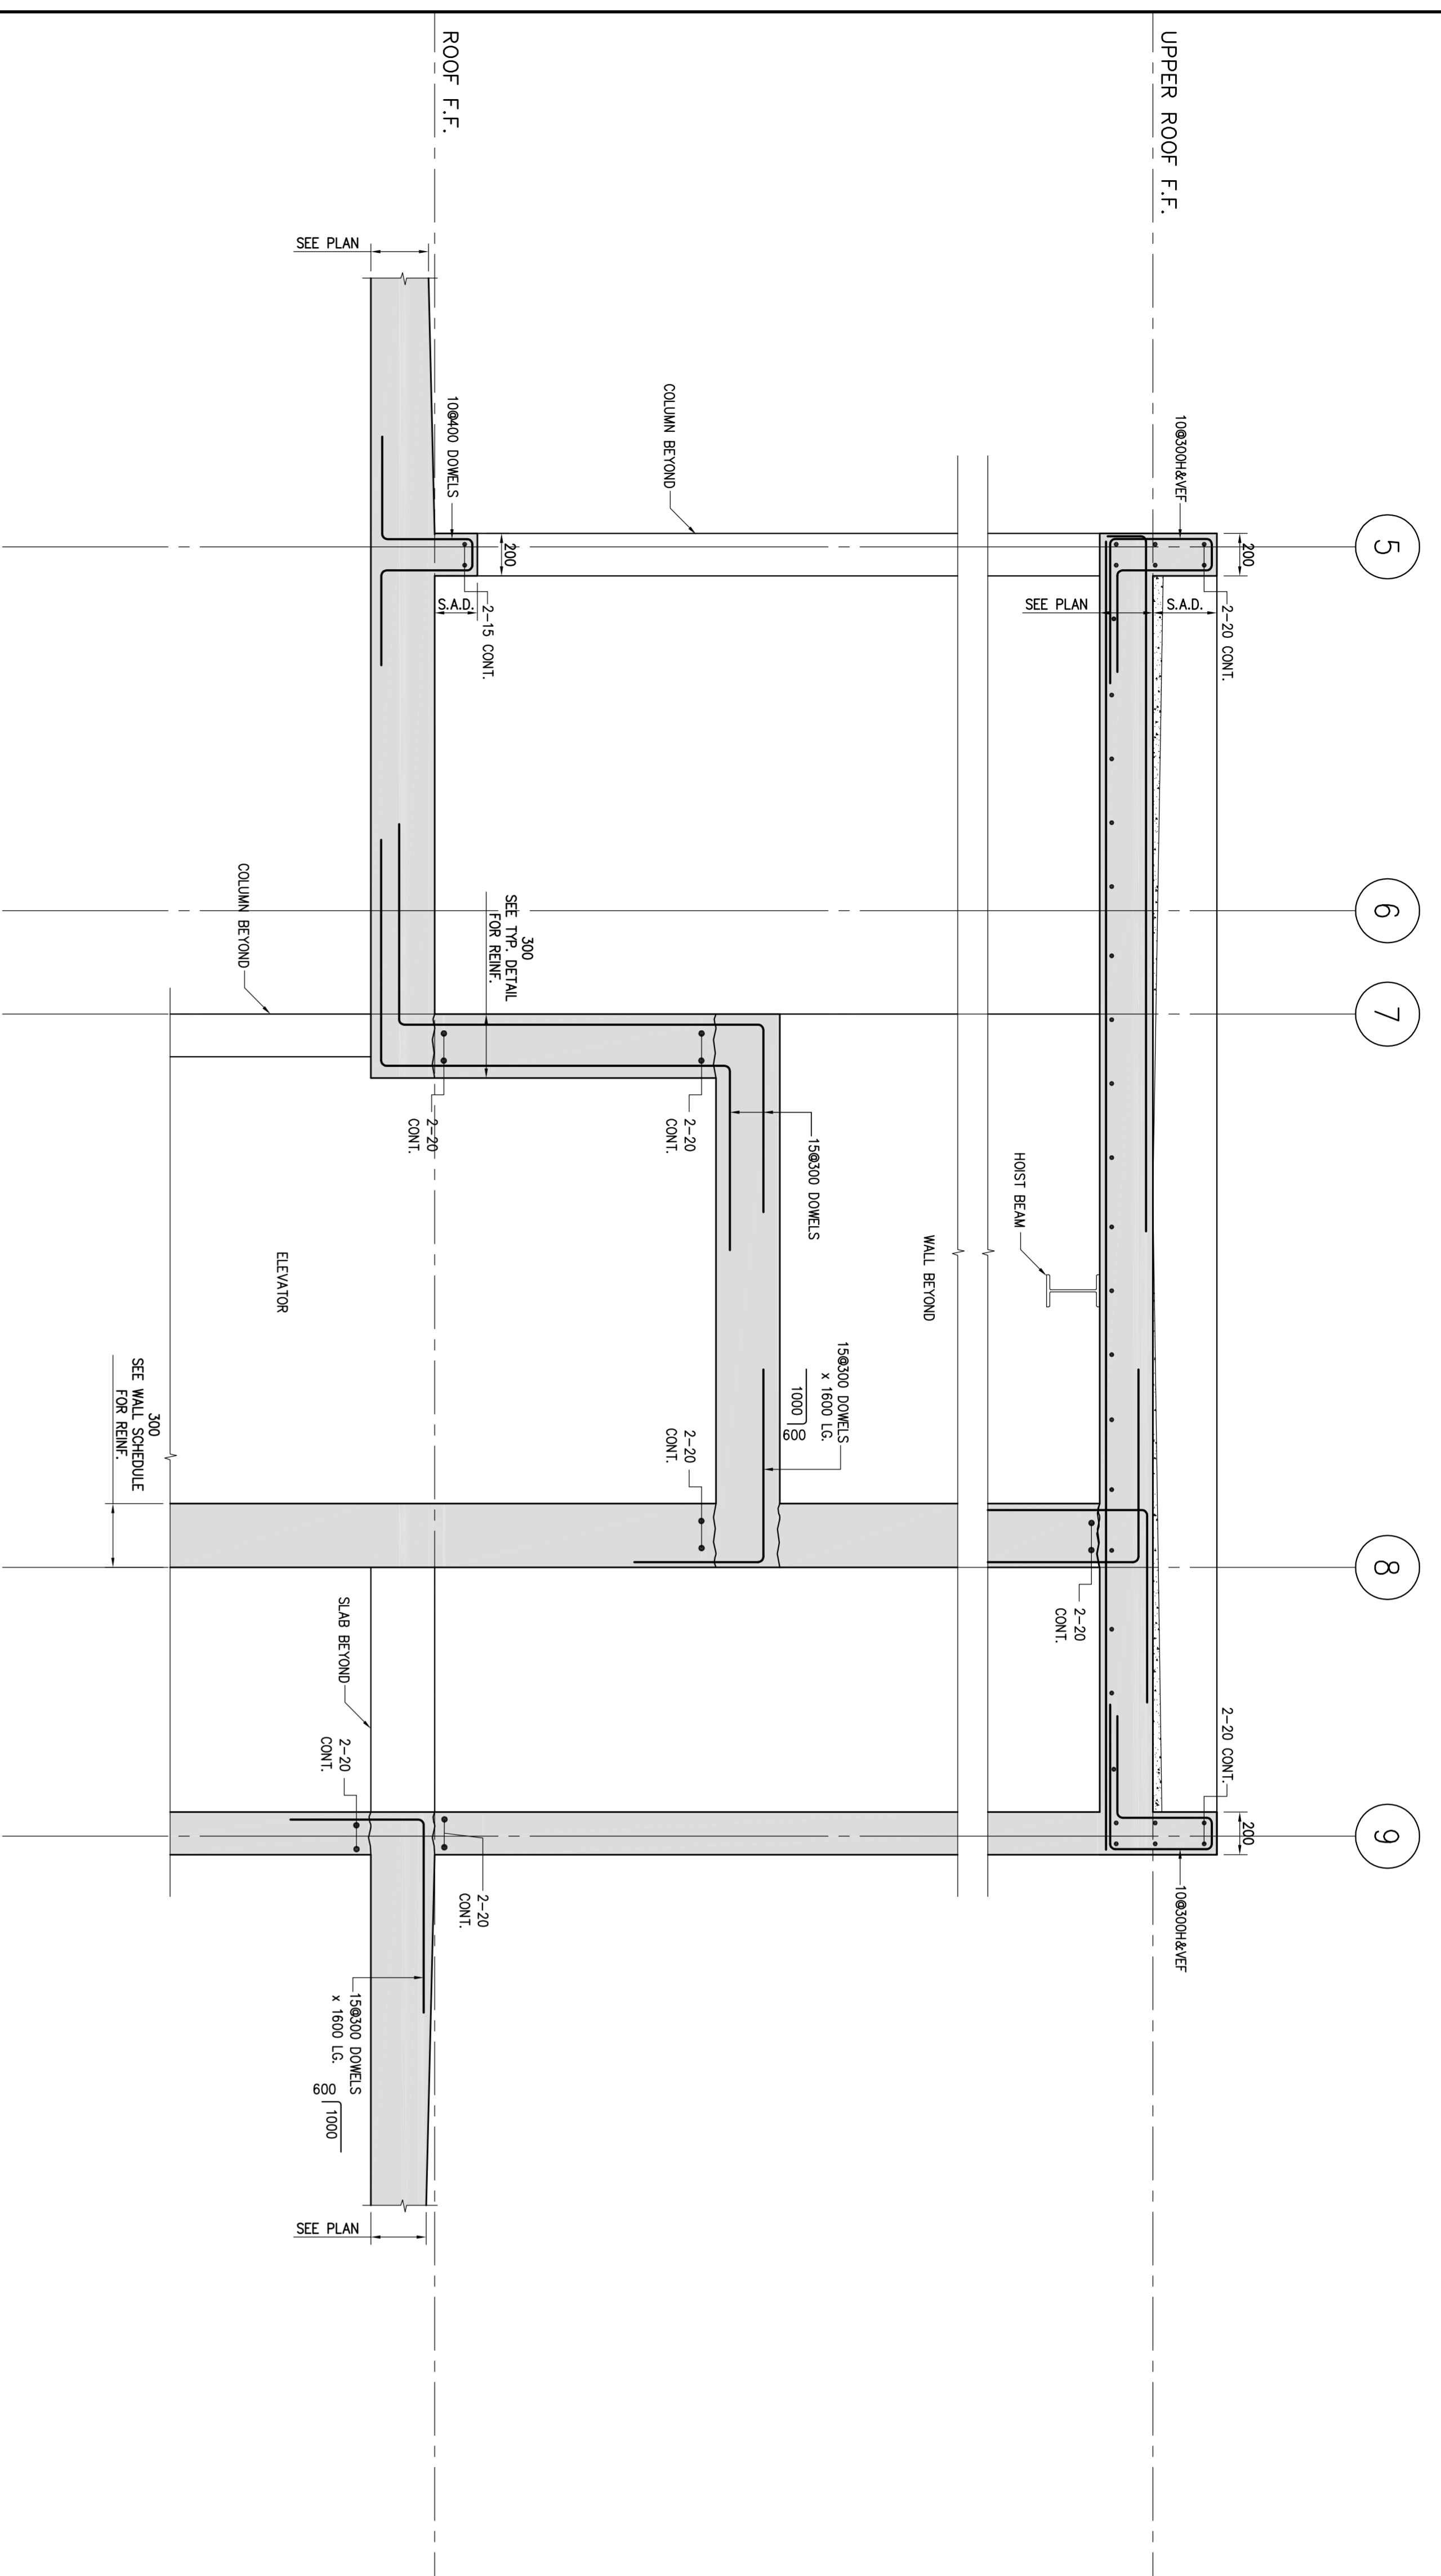 5
6
7
8
9
UPPER ROOF F.F.
10@300H&VEF
200
2-20 CONT.
S.A.D.
SEE PLAN
2-20 CONT.
200
10@300H&VEF
HOIST BEAM
2-20
CONT.
WALL BEYOND
COLUMN BEYOND
15@300 DOWELS
15@300 DOWELS
x 1600 LG.
1000
600
2-20
CONT.
2-20
CONT.
300
SEE TYP. DETAIL
FOR REINF.
ROOF F.F.
10@400 DOWELS
200
2-15 CONT.
S.A.D.
2-20
CONT.
2-20
CONT.
SEE PLAN
COLUMN BEYOND
ELEVATOR
SLAB BEYOND
2-20
CONT.
15@300 DOWELS
x 1600 LG.
600
1000
SEE PLAN
300
SEE WALL SCHEDULE
FOR REINF.